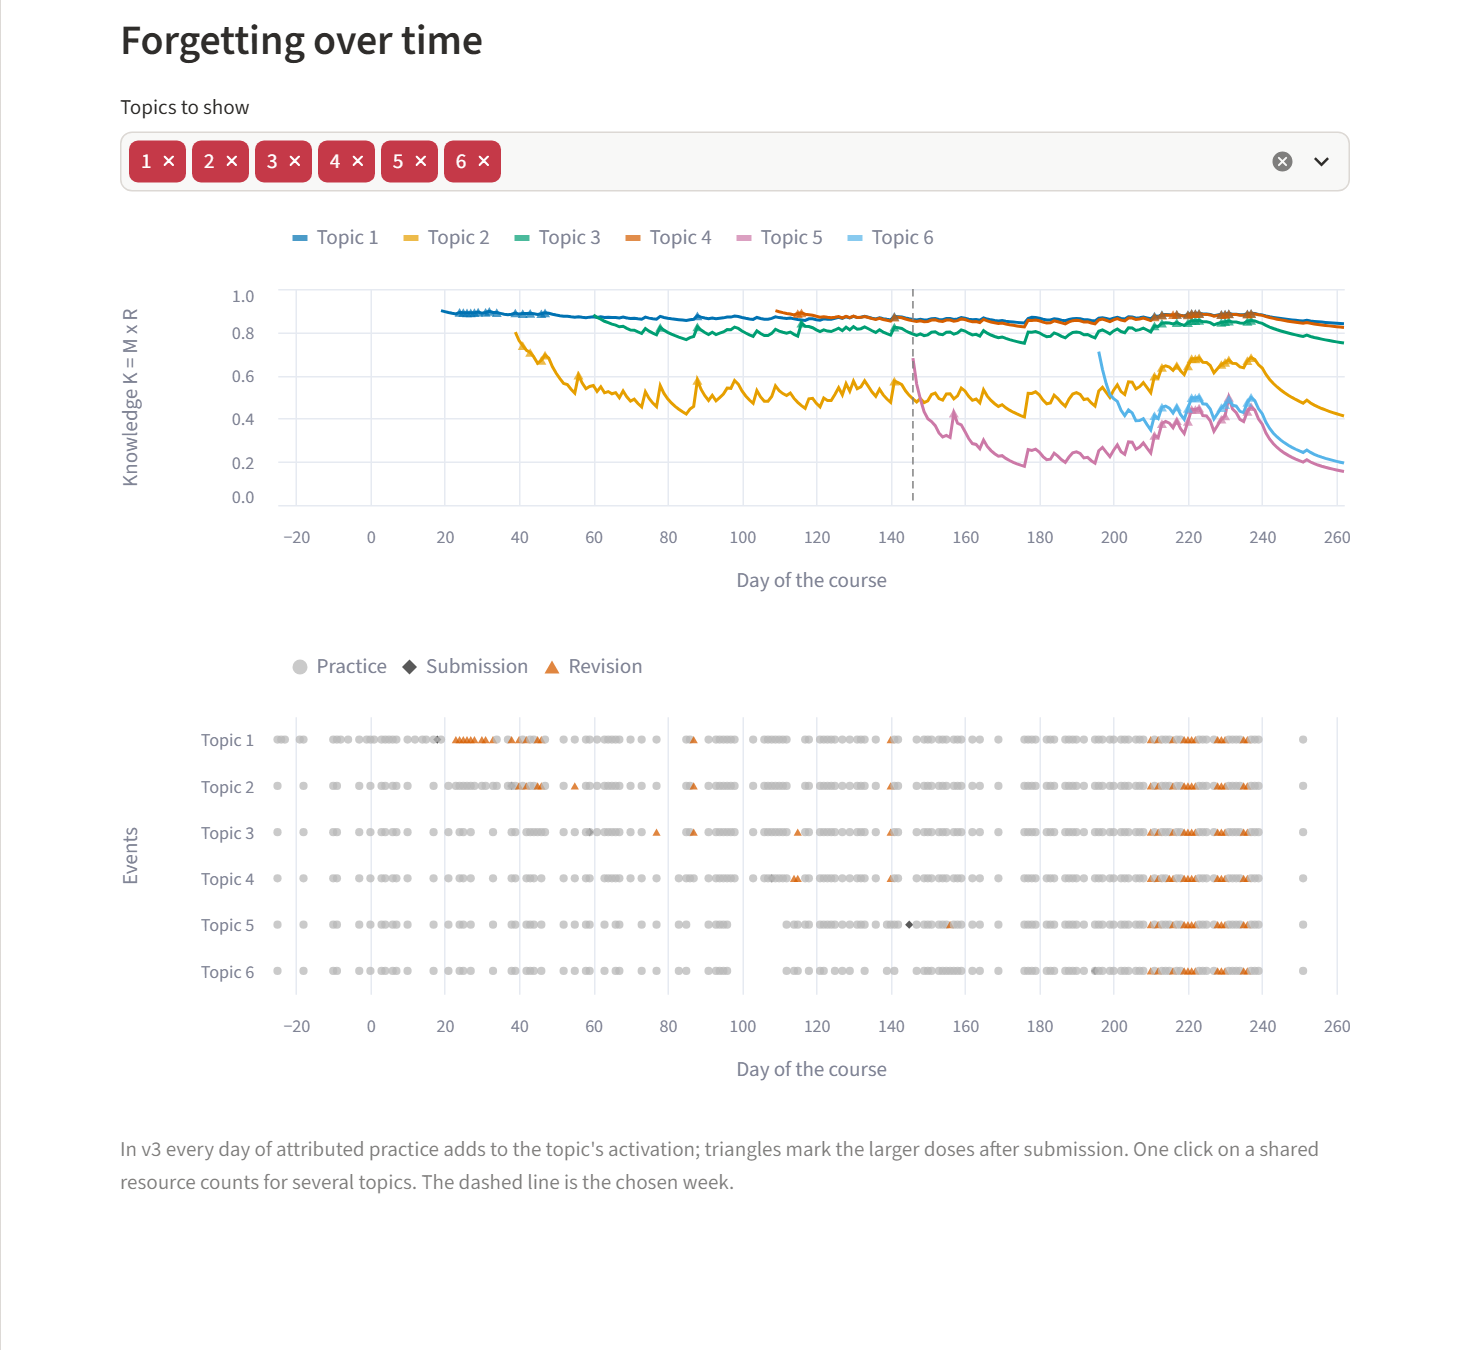 Forgetting over time
Topics to show
1 × 2 × 3 × 4 × 5 × 6 ×
Topic 1 Topic 2 Topic 3 Topic 4 Topic 5 Topic 6
Knowledge K = M x R
1.0
0.8
0.6
0.4
0.2
0.0
−20 0 20 40 60 80 100 120 140 160 180 200 220 240 260
Day of the course
Practice Submission Revision
Events
Topic 1
Topic 2
Topic 3
Topic 4
Topic 5
Topic 6
−20 0 20 40 60 80 100 120 140 160 180 200 220 240 260
Day of the course
In v3 every day of attributed practice adds to the topic's activation; triangles mark the larger doses after submission. One click on a shared
resource counts for several topics. The dashed line is the chosen week.